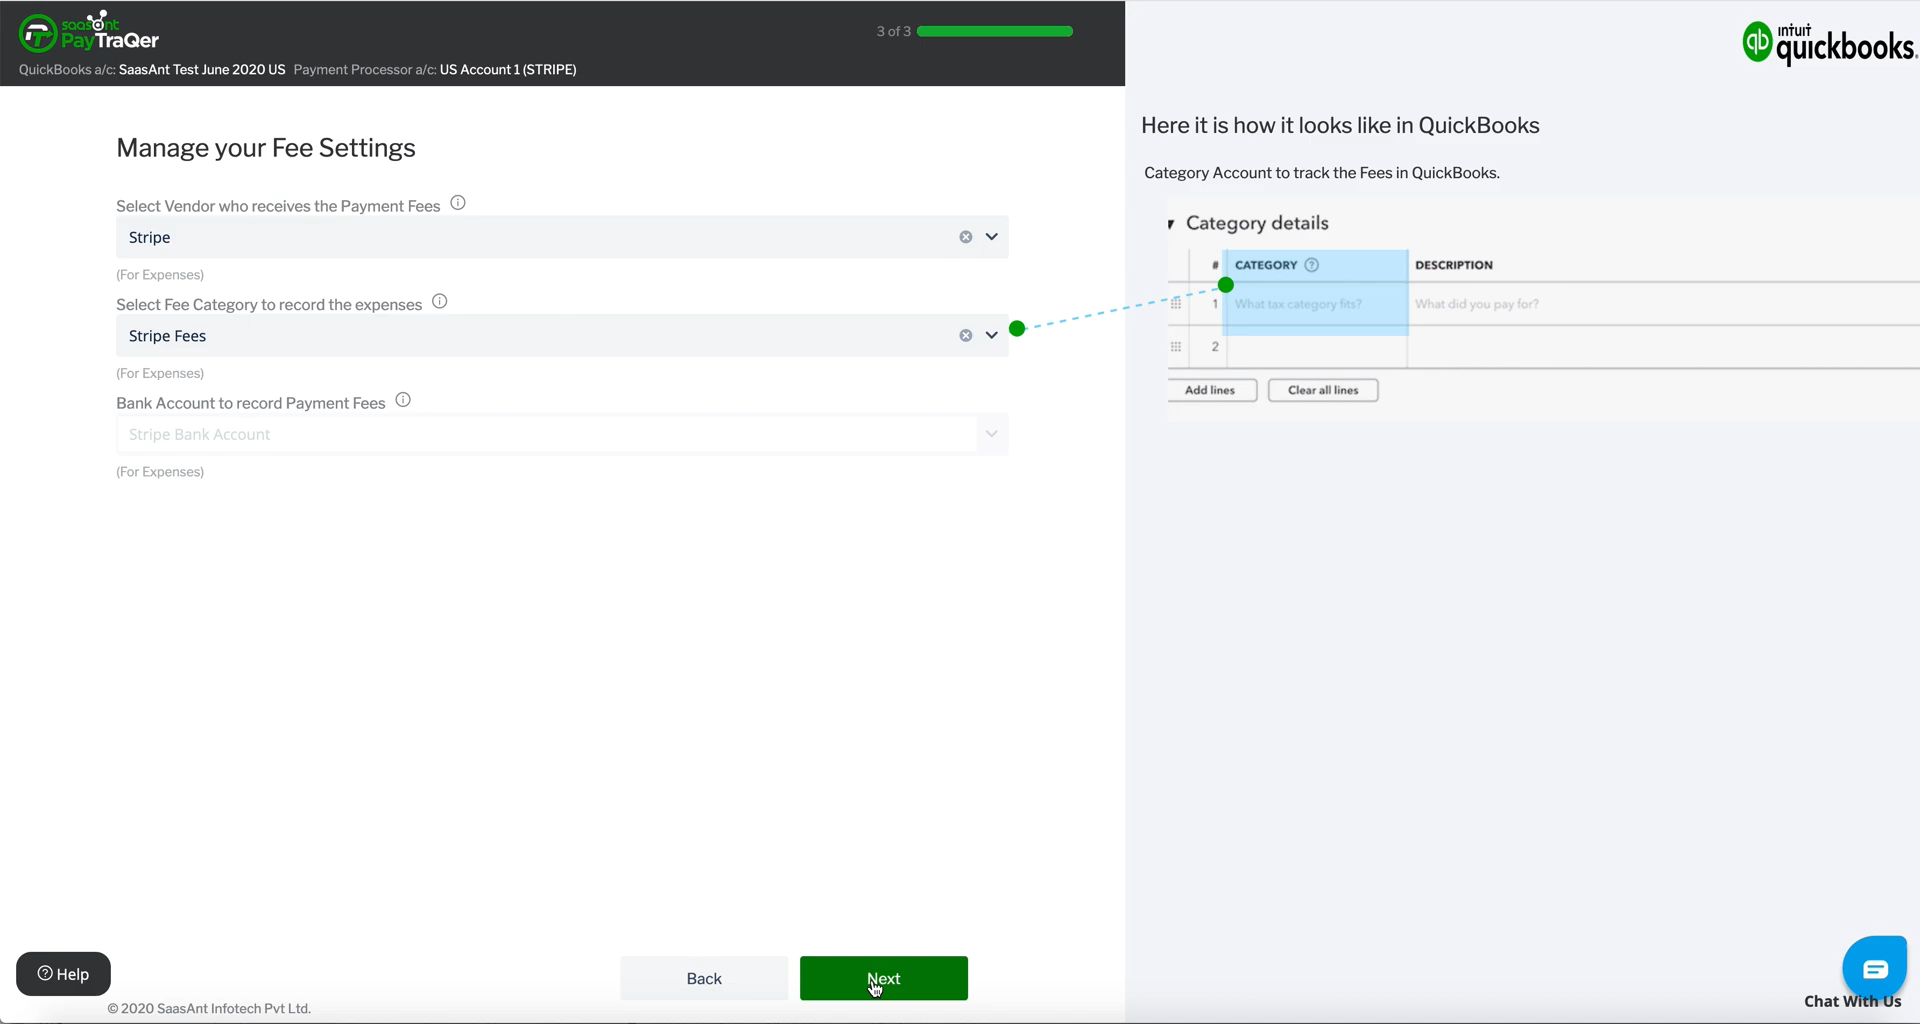 saasant
PayTraQer
3 of 3
QuickBooks a/c: SaasAnt Test June 2020 US Payment Processor a/c: US Account 1 (STRIPE)
intuit
qb quickbooks.
Manage your Fee Settings
Select Vendor who receives the Payment Fees
Stripe
(For Expenses)
Select Fee Category to record the expenses
Stripe Fees
(For Expenses)
Bank Account to record Payment Fees
Stripe Bank Account
(For Expenses)
Here it is how it looks like in QuickBooks
Category Account to track the Fees in QuickBooks.
Category details
# CATEGORY ? DESCRIPTION
1 What tax category fits? What did you pay for?
2
Add lines Clear all lines
? Help
Back
Next
Chat With Us
© 2020 SaasAnt Infotech Pvt Ltd.